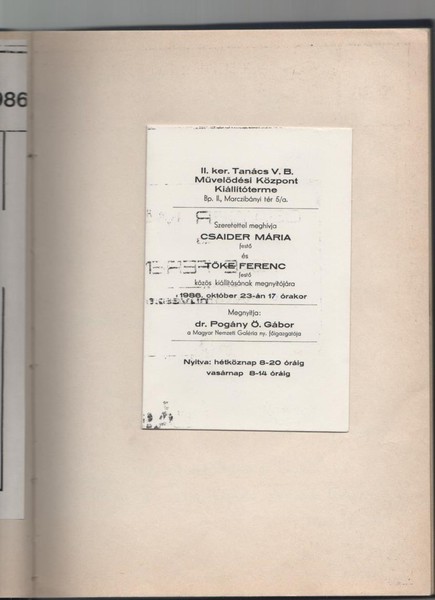 986
II. ker. Tanács V. B.
Művelődési Központ
Kiállítóterme
Bp. II., Marczibányi tér 5/a.
Szeretettel meghívja
CSAIDER MÁRIA
festő
és
TŐKE FERENC
festő
közös kiállításának megnyitójára
1986. október 23-án 17 órakor
Megnyitja:
dr. Pogány Ö. Gábor
a Magyar Nemzeti Galéria ny. főigazgatója
Nyitva: hétköznap 8-20 óráig
vasárnap 8-14 óráig